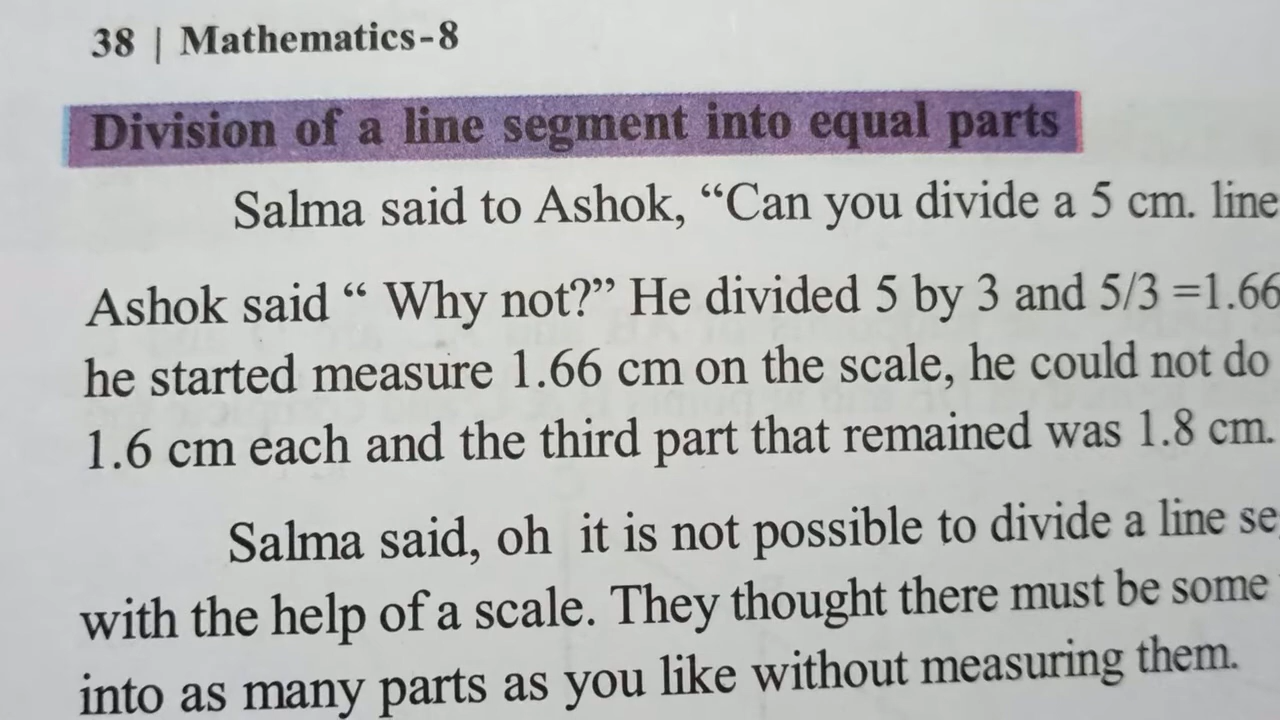 38 | Mathematics-8
Division of a line segment into equal parts
Salma said to Ashok, “Can you divide a 5 cm. line
Ashok said “ Why not?” He divided 5 by 3 and 5/3 =1.66
he started measure 1.66 cm on the scale, he could not do
1.6 cm each and the third part that remained was 1.8 cm.
Salma said, oh it is not possible to divide a line
with the help of a scale. They thought there must be some
into as many parts as you like without measuring them.